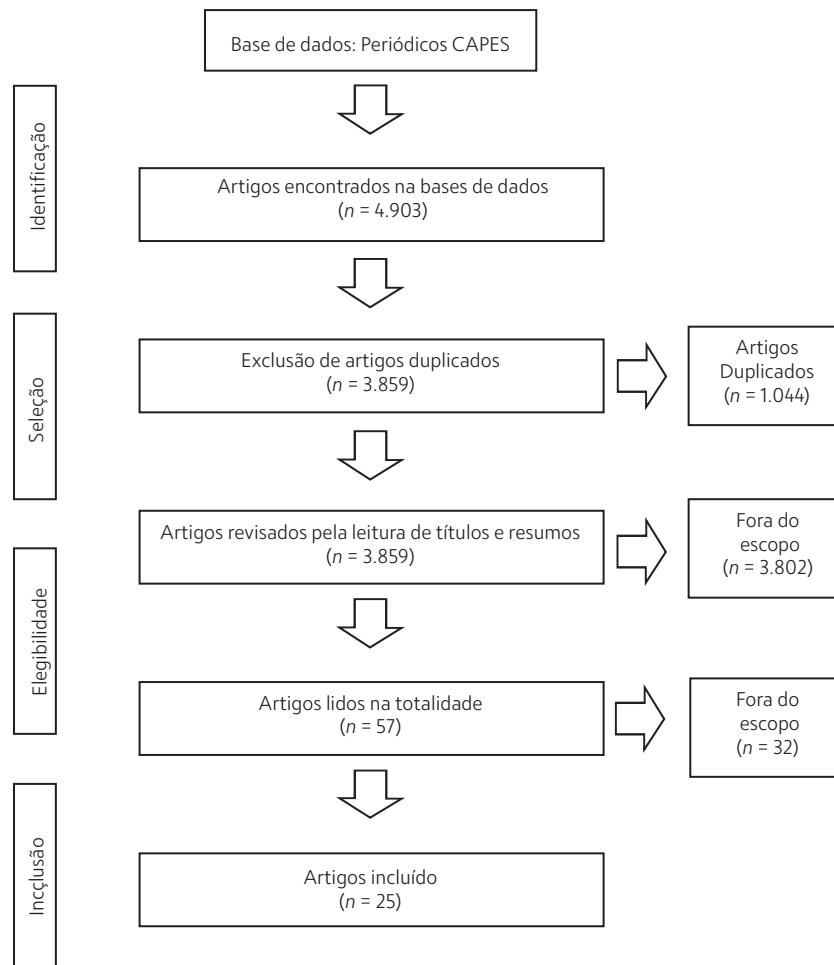 Base de dados: Periódicos CAPES
Identificação
Artigos encontrados na bases de dados
(n = 4.903)
Seleção
Exclusão de artigos duplicados
(n = 3.859)
Artigos
Duplicados
(n = 1.044)
Artigos revisados pela leitura de títulos e resumos
(n = 3.859)
Fora do
escopo
(n = 3.802)
Elegibilidade
Artigos lidos na totalidade
(n = 57)
Fora do
escopo
(n = 32)
Incçlusão
Artigos incluído
(n = 25)